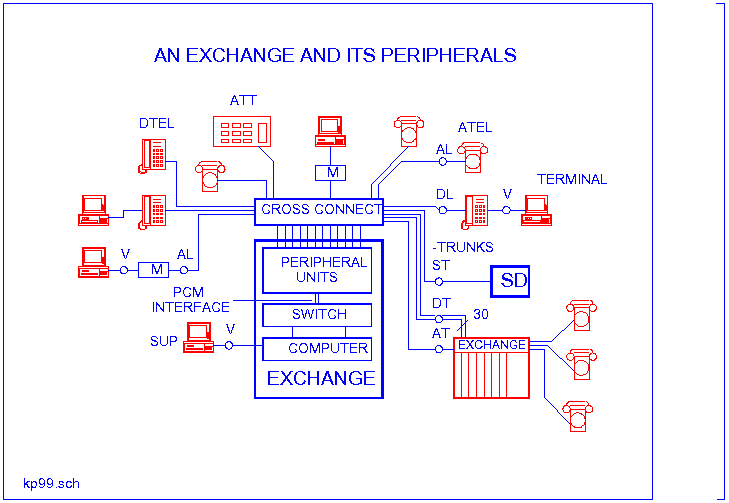 AN EXCHANGE AND ITS PERIPHERALS
ATT
DTEL
ATEL
AL
M
TERMINAL
DL
V
CROSS CONNECT
V
AL
M
-TRUNKS
ST
SD
PERIPHERAL
UNITS
PCM
INTERFACE
DT
30
SWITCH
SUP
V
AT
COMPUTER
EXCHANGE
EXCHANGE
kp99.sch